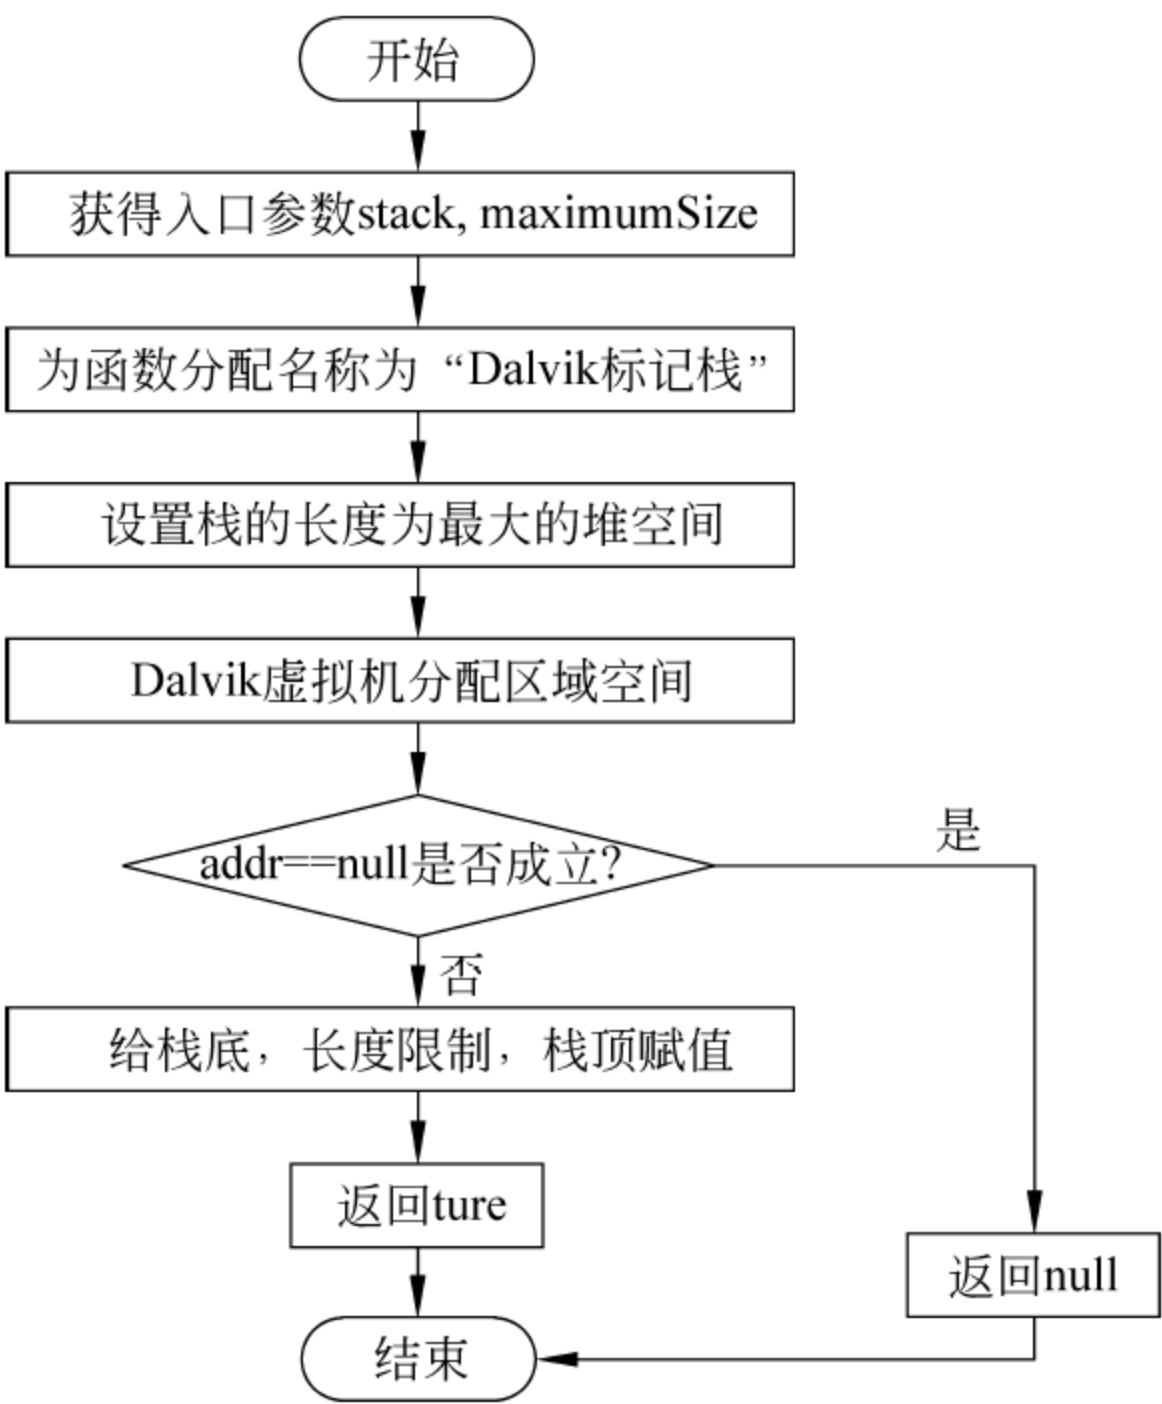 开始
获得入口参数stack, maximumSize
为函数分配名称为“Dalvik标记栈”
设置栈的长度为最大的堆空间
Dalvik虚拟机分配区域空间
addr==null是否成立?
是
否
给栈底，长度限制，栈顶赋值
返回ture
返回null
结束